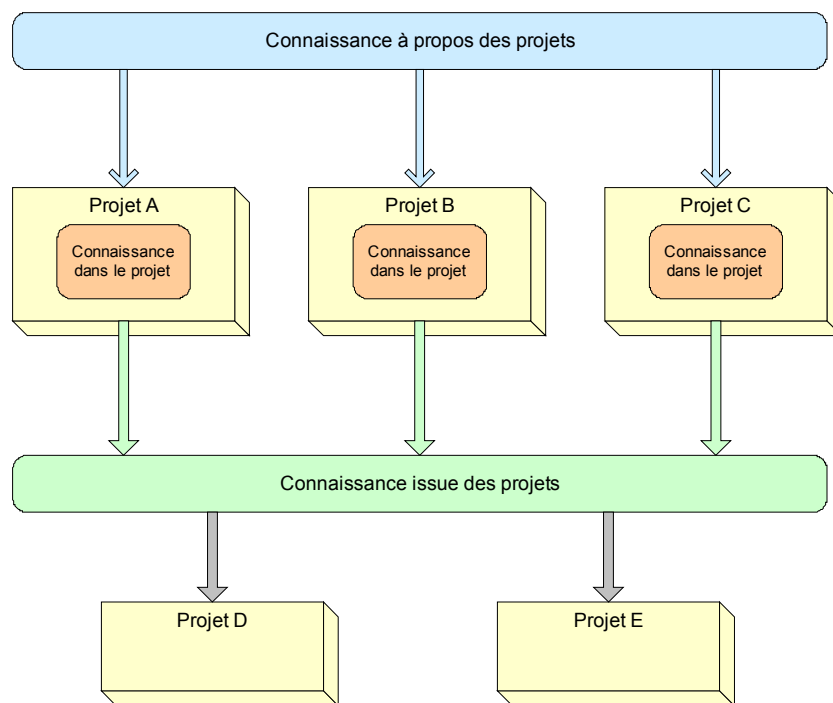 Connaissance à propos des projets
Projet A
Connaissance
dans le projet
Projet B
Connaissance
dans le projet
Projet C
Connaissance
dans le projet
Connaissance issue des projets
Projet D
Projet E